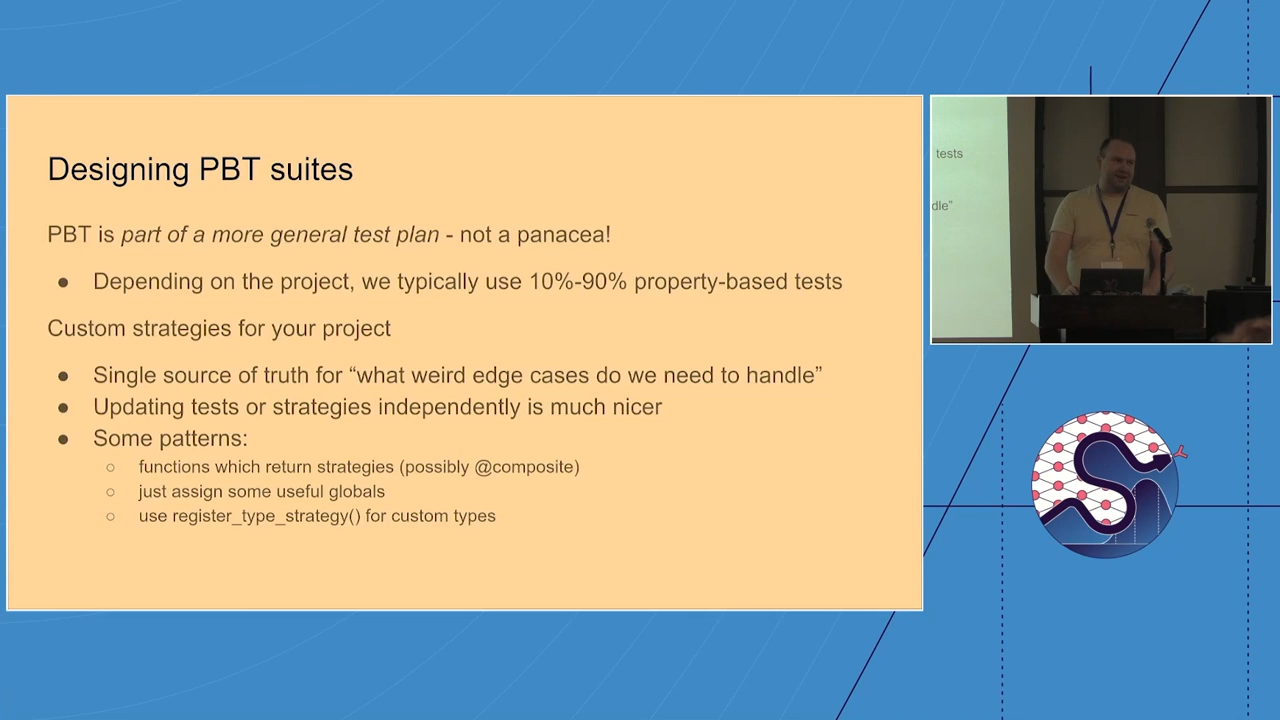 Designing PBT suites
PBT is part of a more general test plan - not a panacea!
● Depending on the project, we typically use 10%-90% property-based tests
Custom strategies for your project
● Single source of truth for “what weird edge cases do we need to handle”
● Updating tests or strategies independently is much nicer
● Some patterns:
○ functions which return strategies (possibly @composite)
○ just assign some useful globals
○ use register_type_strategy() for custom types
tests
dle”